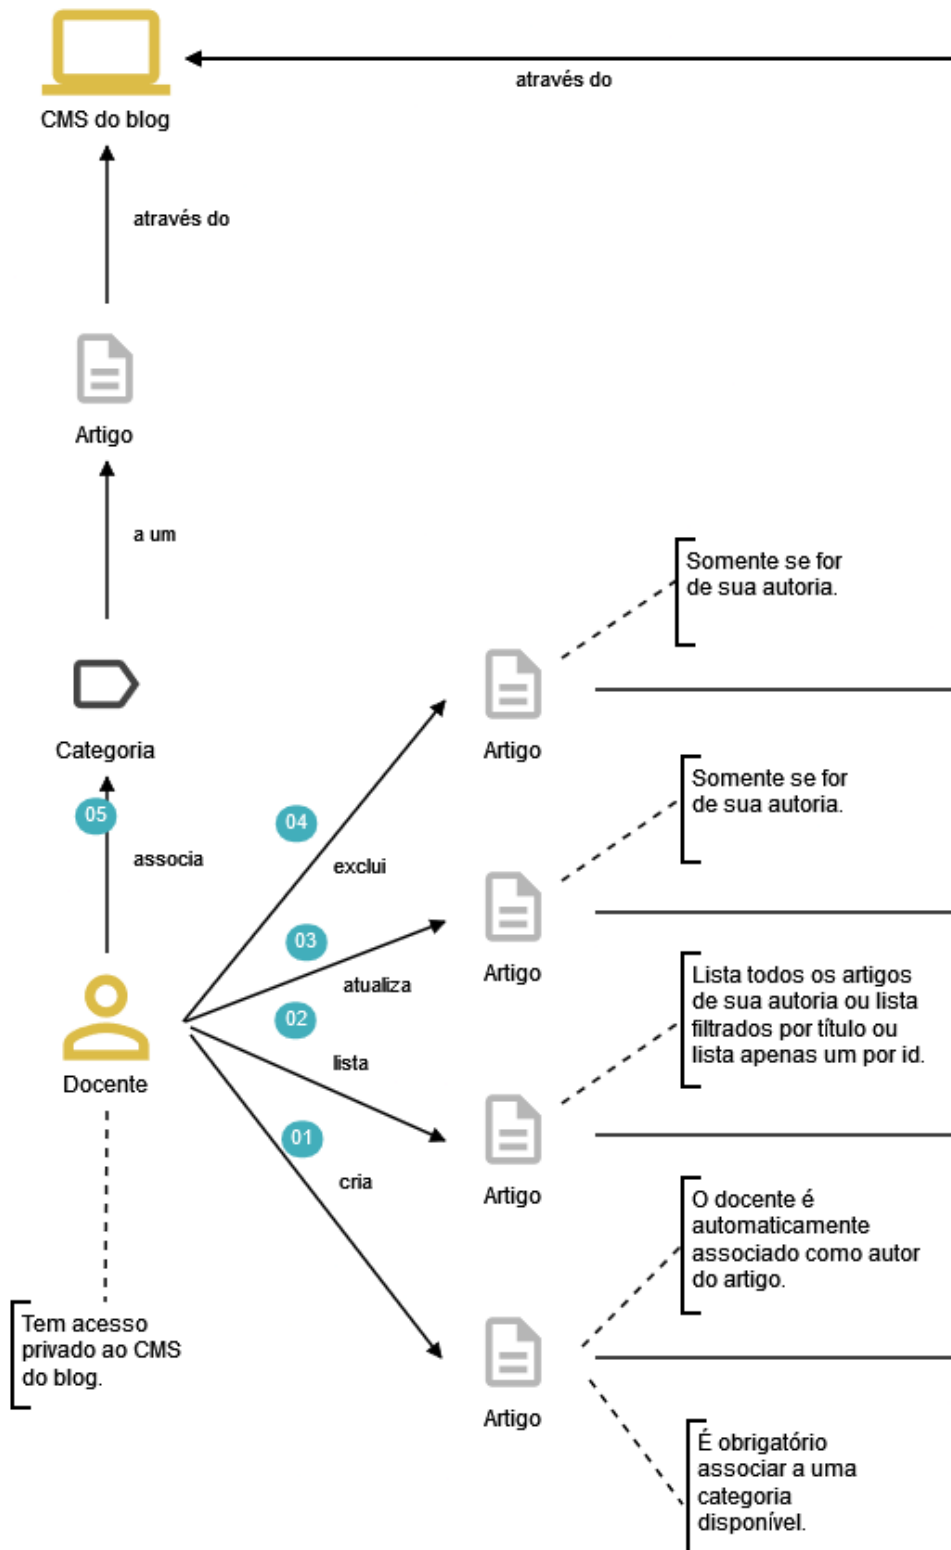 CMS do blog
através do
através do
Artigo
a um
Somente se for
de sua autoria.
Artigo
Categoria
05
associa
04
exclui
Somente se for
de sua autoria.
Artigo
03
atualiza
02
lista
Lista todos os artigos
de sua autoria ou lista
filtrados por título ou
lista apenas um por id.
Artigo
Docente
01
cria
O docente é
automaticamente
associado como autor
do artigo.
Tem acesso
privado ao CMS
do blog.
Artigo
É obrigatório
associar a uma
categoria
disponível.